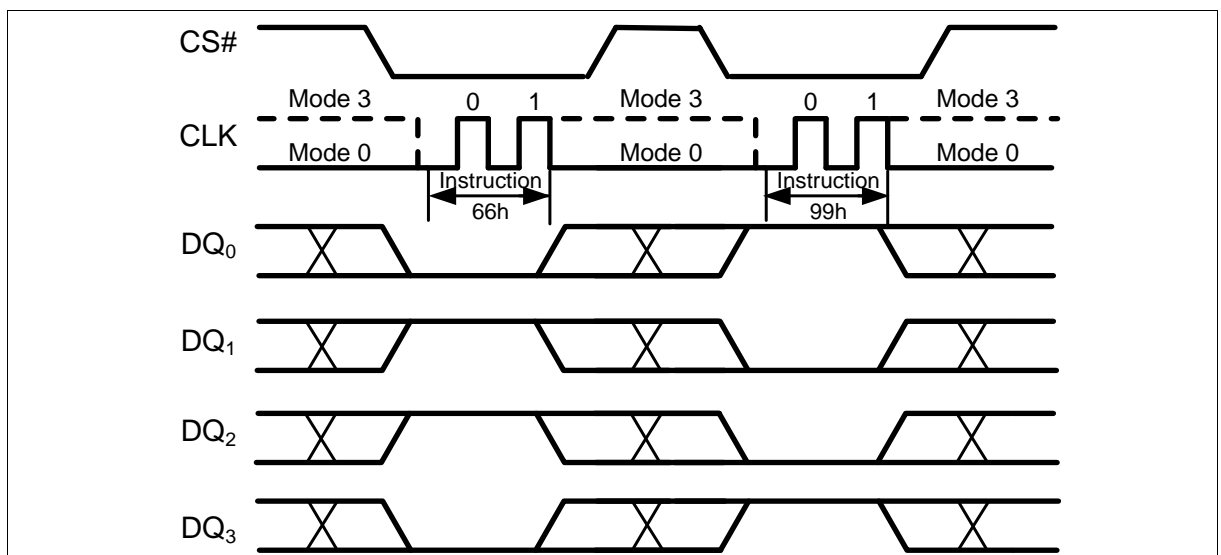 CS#
Mode 3 0 1 Mode 3 0 1 Mode 3
CLK
Mode 0 Mode 0 Mode 0
Instruction Instruction
66h 99h
DQ0
DQ1
DQ2
DQ3